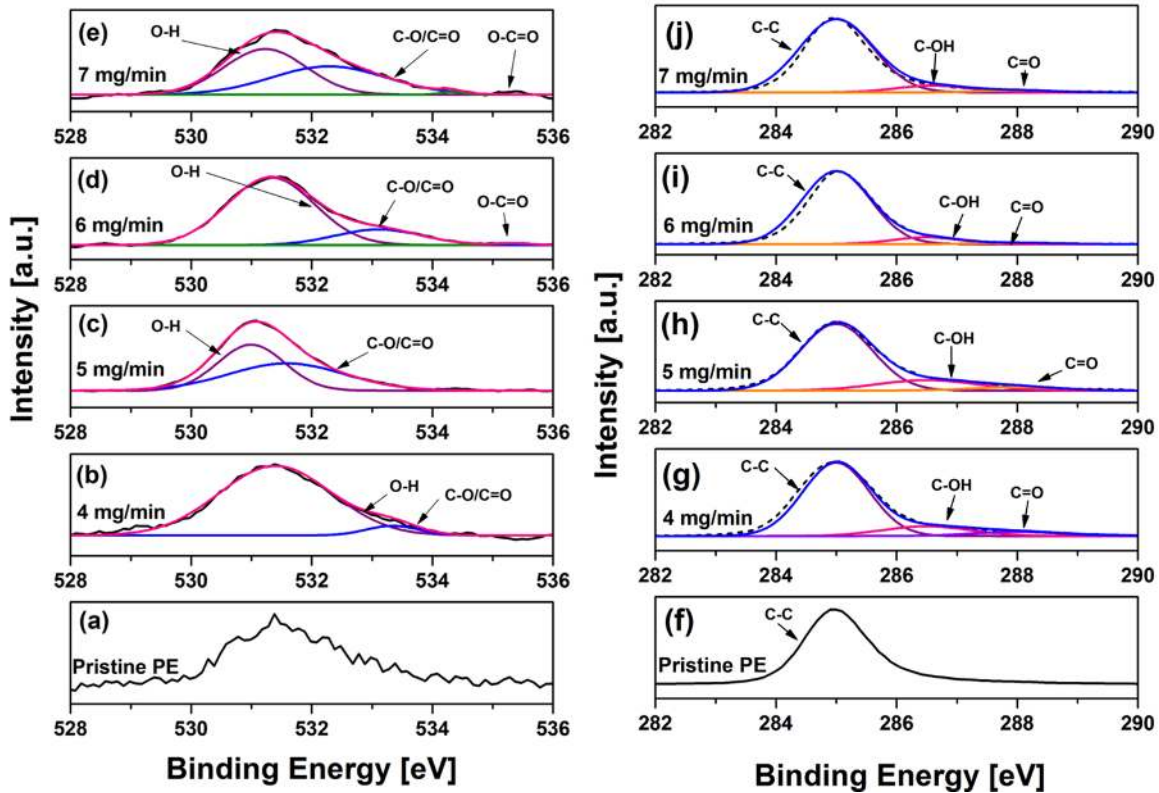 (e)
O-H
C-O/C=O
O-C=O
7 mg/min
528 530 532 534 536
(d)
O-H
C-O/C=O
O-C=O
6 mg/min
528 530 532 534 536
(c)
O-H
C-O/C=O
5 mg/min
528 530 532 534 536
(b)
O-H
C-O/C=O
4 mg/min
528 530 532 534 536
(a)
Pristine PE
528 530 532 534 536
Intensity [a.u.]
Binding Energy [eV]
(j)
C-C
C-OH
C=O
7 mg/min
282 284 286 288 290
(i)
C-C
C-OH
C=O
6 mg/min
282 284 286 288 290
(h)
C-C
C-OH
C=O
5 mg/min
282 284 286 288 290
(g)
C-C
C-OH
C=O
4 mg/min
282 284 286 288 290
(f)
C-C
Pristine PE
282 284 286 288 290
Intensity [a.u.]
Binding Energy [eV]